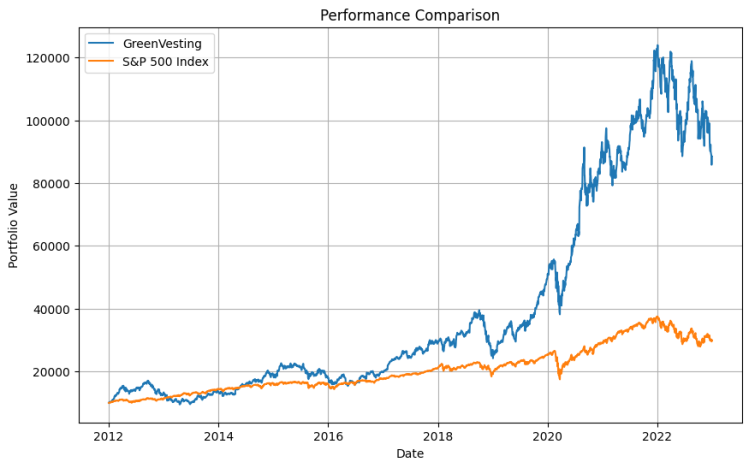 Performance Comparison
GreenVesting
S&P 500 Index
Portfolio Value
120000
100000
80000
60000
40000
20000
2012
2014
2016
2018
2020
2022
Date